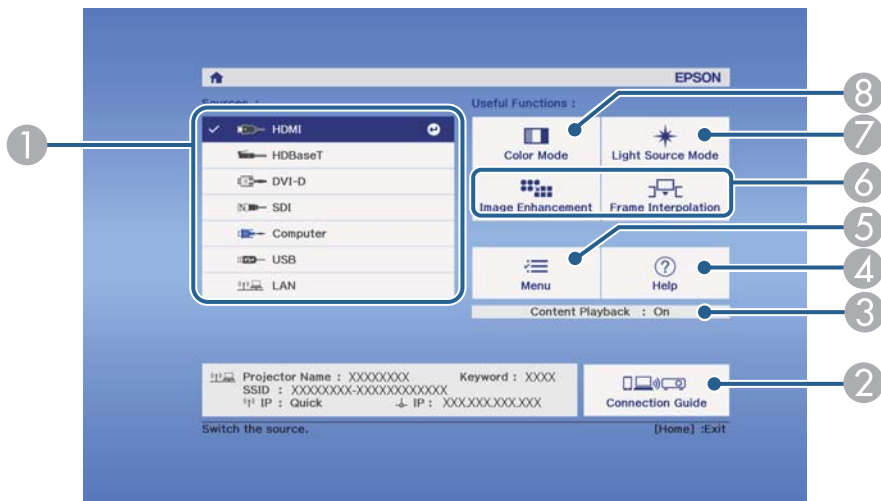 EPSON
Sources :
Useful Functions :
HDMI
HDBaseT
DVI-D
SDI
Computer
USB
LAN
Color Mode
Light Source Mode
Image Enhancement
Frame Interpolation
Menu
Help
Content Playback : On
Projector Name : XXXXXXXX Keyword : XXXX
SSID : XXXXXXXX-XXXXXXXXXXXX
IP : Quick IP : XXX.XXX.XXX.XXX
Connection Guide
Switch the source.
[Home] :Exit
1
8
7
6
5
4
3
2